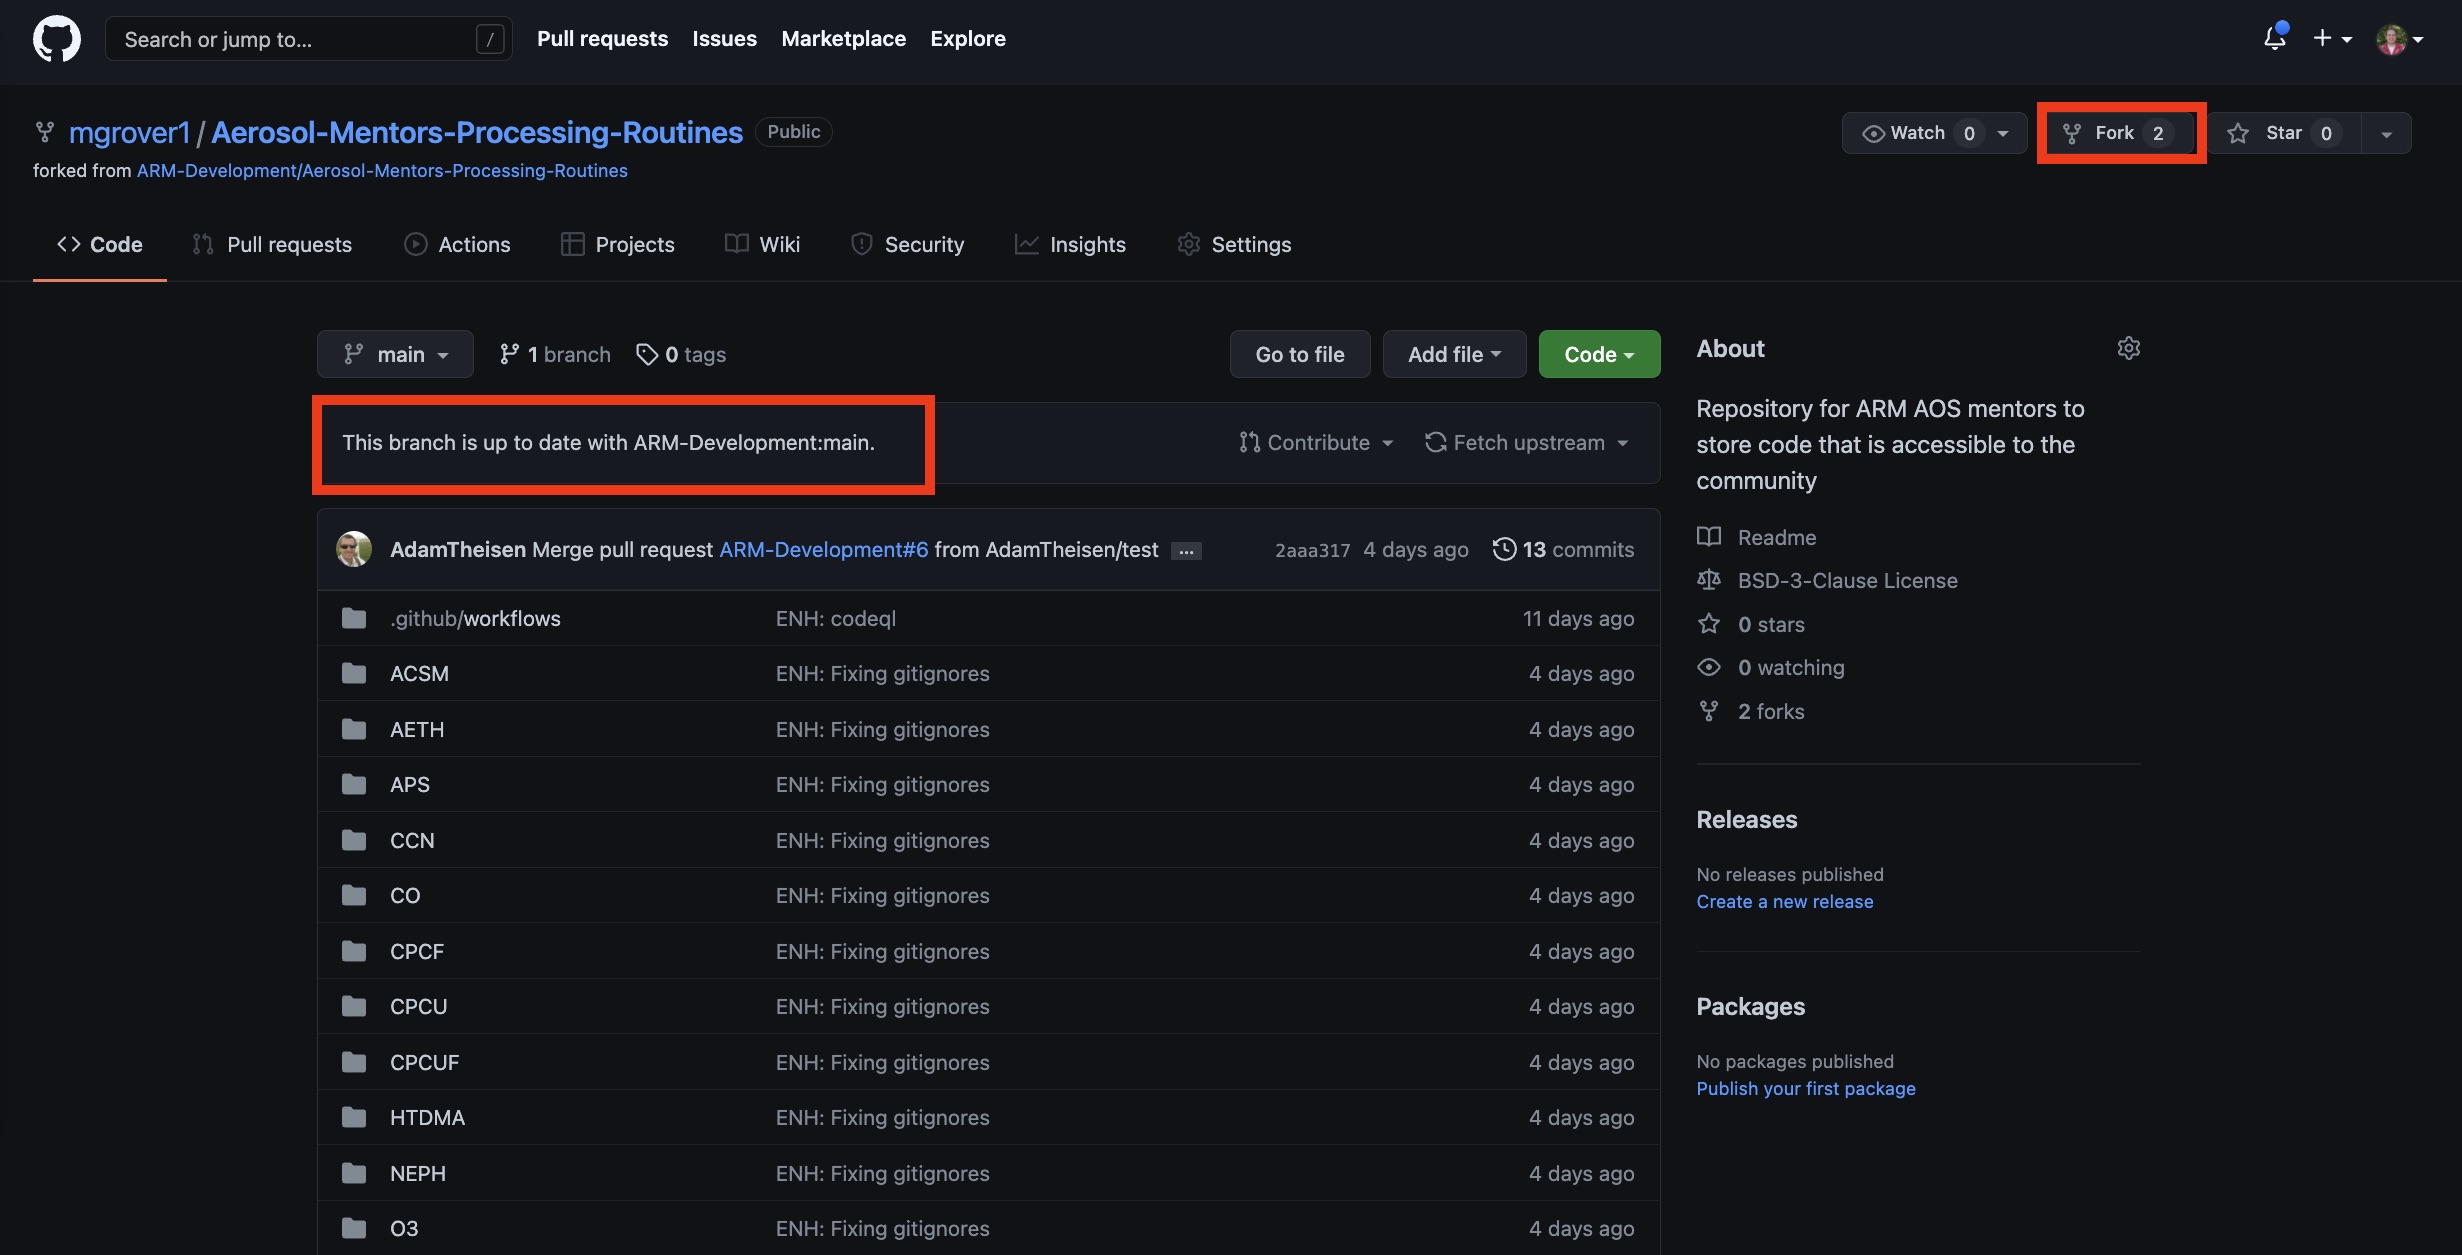 Search or jump to... /
Pull requests Issues Marketplace Explore
mgrover1 / Aerosol-Mentors-Processing-Routines Public
Watch 0 Fork 2 Star 0
forked from ARM-Development/Aerosol-Mentors-Processing-Routines
Code Pull requests Actions Projects Wiki Security Insights Settings
main 1 branch 0 tags
Go to file Add file Code
This branch is up to date with ARM-Development:main.
Contribute Fetch upstream
AdamTheisen Merge pull request ARM-Development#6 from AdamTheisen/test ... 2aaa317 4 days ago 13 commits
.github/workflows ENH: codeql 11 days ago
ACSM ENH: Fixing gitignores 4 days ago
AETH ENH: Fixing gitignores 4 days ago
APS ENH: Fixing gitignores 4 days ago
CCN ENH: Fixing gitignores 4 days ago
CO ENH: Fixing gitignores 4 days ago
CPCF ENH: Fixing gitignores 4 days ago
CPCU ENH: Fixing gitignores 4 days ago
CPCUF ENH: Fixing gitignores 4 days ago
HTDMA ENH: Fixing gitignores 4 days ago
NEPH ENH: Fixing gitignores 4 days ago
O3 ENH: Fixing gitignores 4 days ago
About
Repository for ARM AOS mentors to
store code that is accessible to the
community
Readme
BSD-3-Clause License
0 stars
0 watching
2 forks
Releases
No releases published
Create a new release
Packages
No packages published
Publish your first package